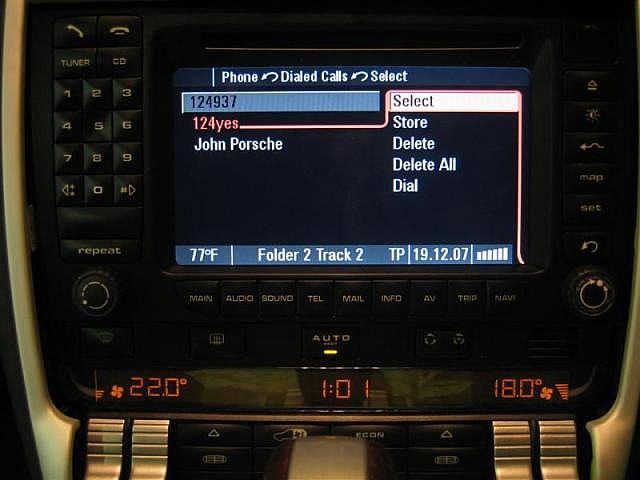 Phone Dialed Calls Select
124937
Select
124yes
Store
John Porsche
Delete
Delete All
Dial
77°F Folder 2 Track 2 TP 19.12.07
TUNER CD
1 2 3
4 5 6
7 8 9
* 0 #
repeat
map
set
MAIN AUDIO SOUND TEL MAIL INFO AV TRIP NAVI
AUTO
22.0° 1:01 18.0°
ECON